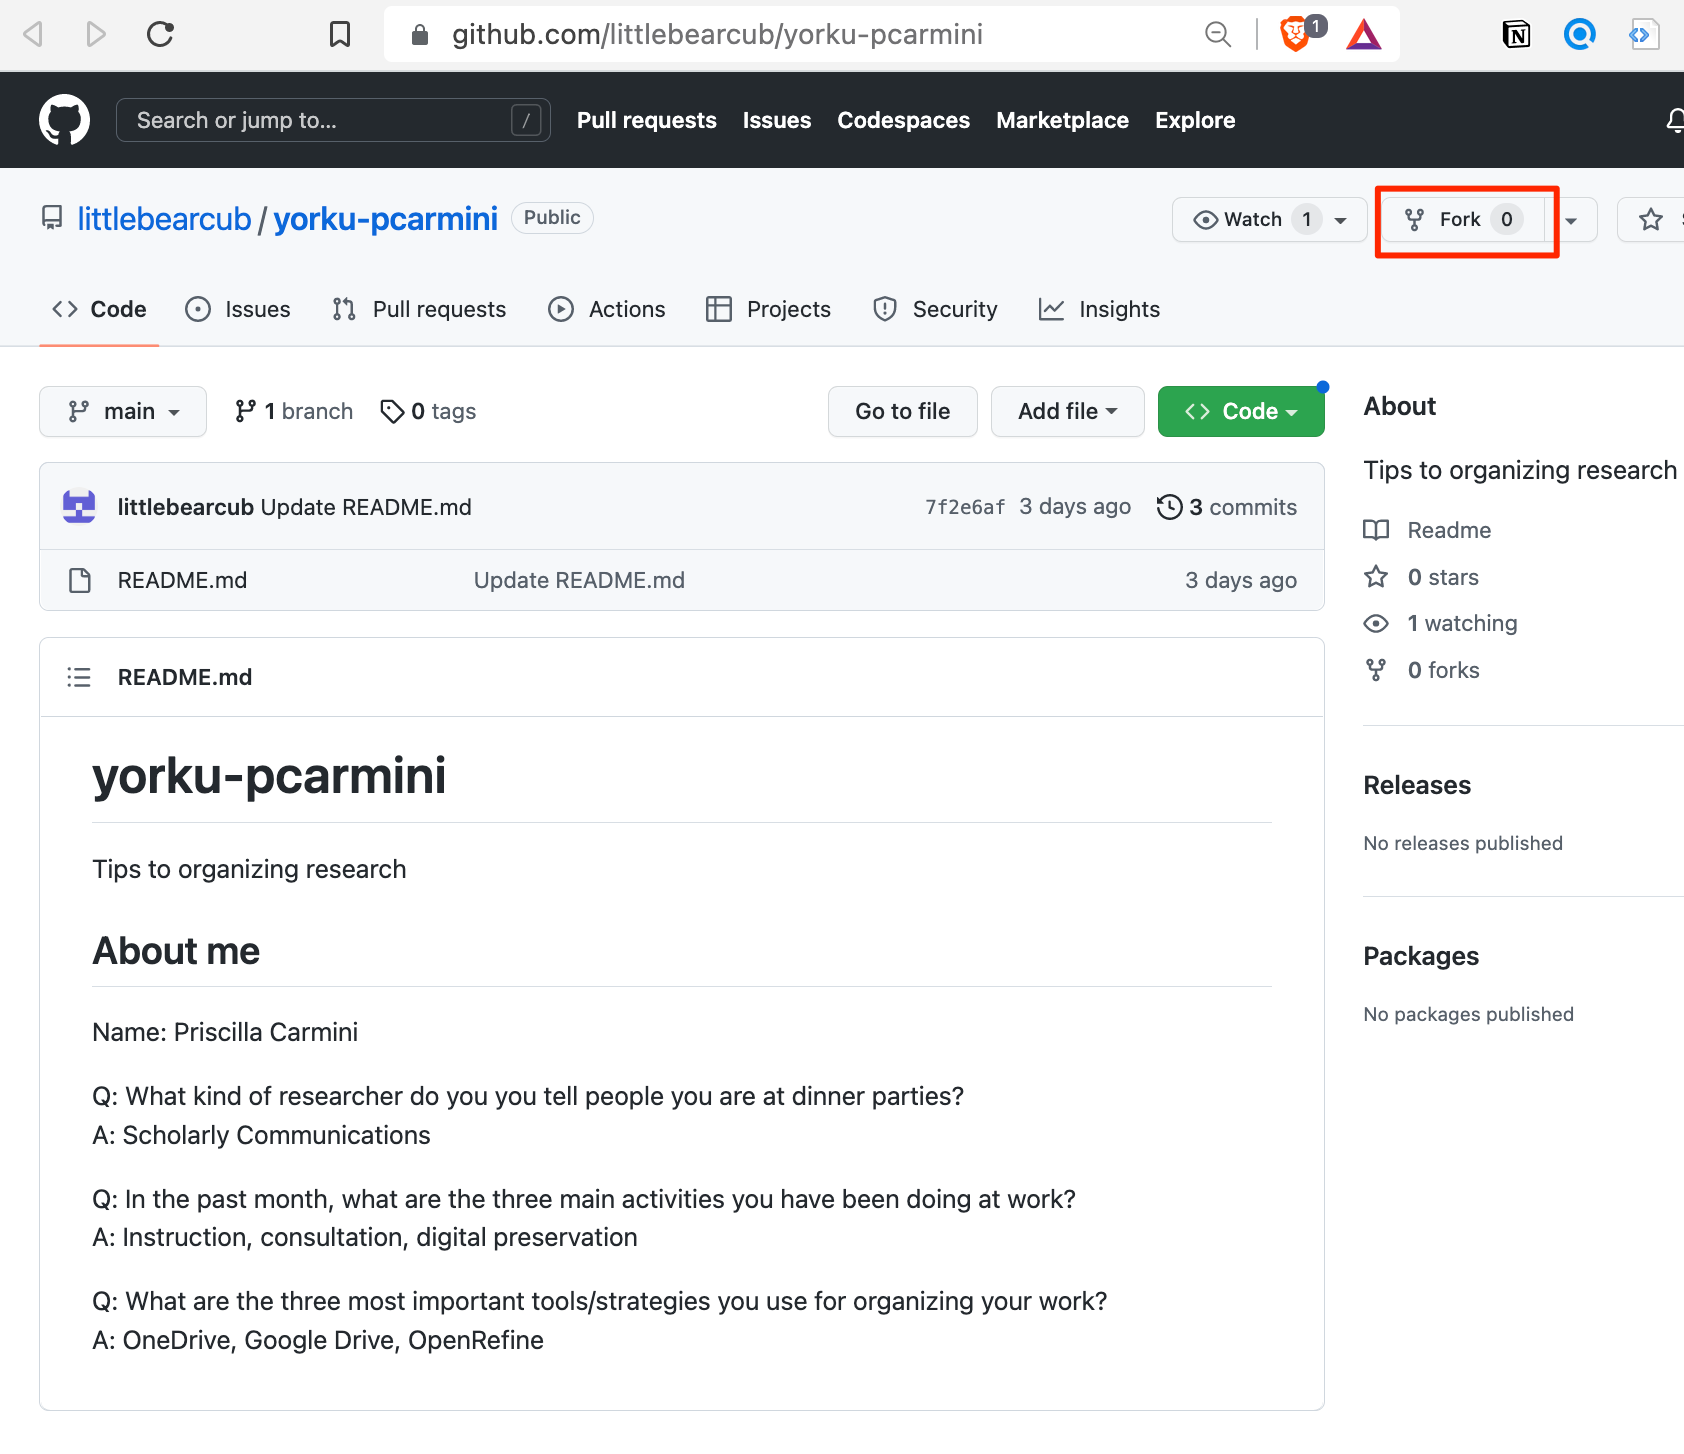 github.com/littlebearcub/yorku-pcarmini
1
Search or jump to...
/
Pull requests
Issues
Codespaces
Marketplace
Explore
littlebearcub / yorku-pcarmini
Public
Watch 1
Fork 0
Code
Issues
Pull requests
Actions
Projects
Security
Insights
main
1 branch
0 tags
Go to file
Add file
Code
littlebearcub Update README.md
7f2e6af 3 days ago
3 commits
README.md
Update README.md
3 days ago
README.md
yorku-pcarmini
Tips to organizing research
About me
Name: Priscilla Carmini
Q: What kind of researcher do you you tell people you are at dinner parties?
A: Scholarly Communications
Q: In the past month, what are the three main activities you have been doing at work?
A: Instruction, consultation, digital preservation
Q: What are the three most important tools/strategies you use for organizing your work?
A: OneDrive, Google Drive, OpenRefine
About
Tips to organizing research
Readme
0 stars
1 watching
0 forks
Releases
No releases published
Packages
No packages published